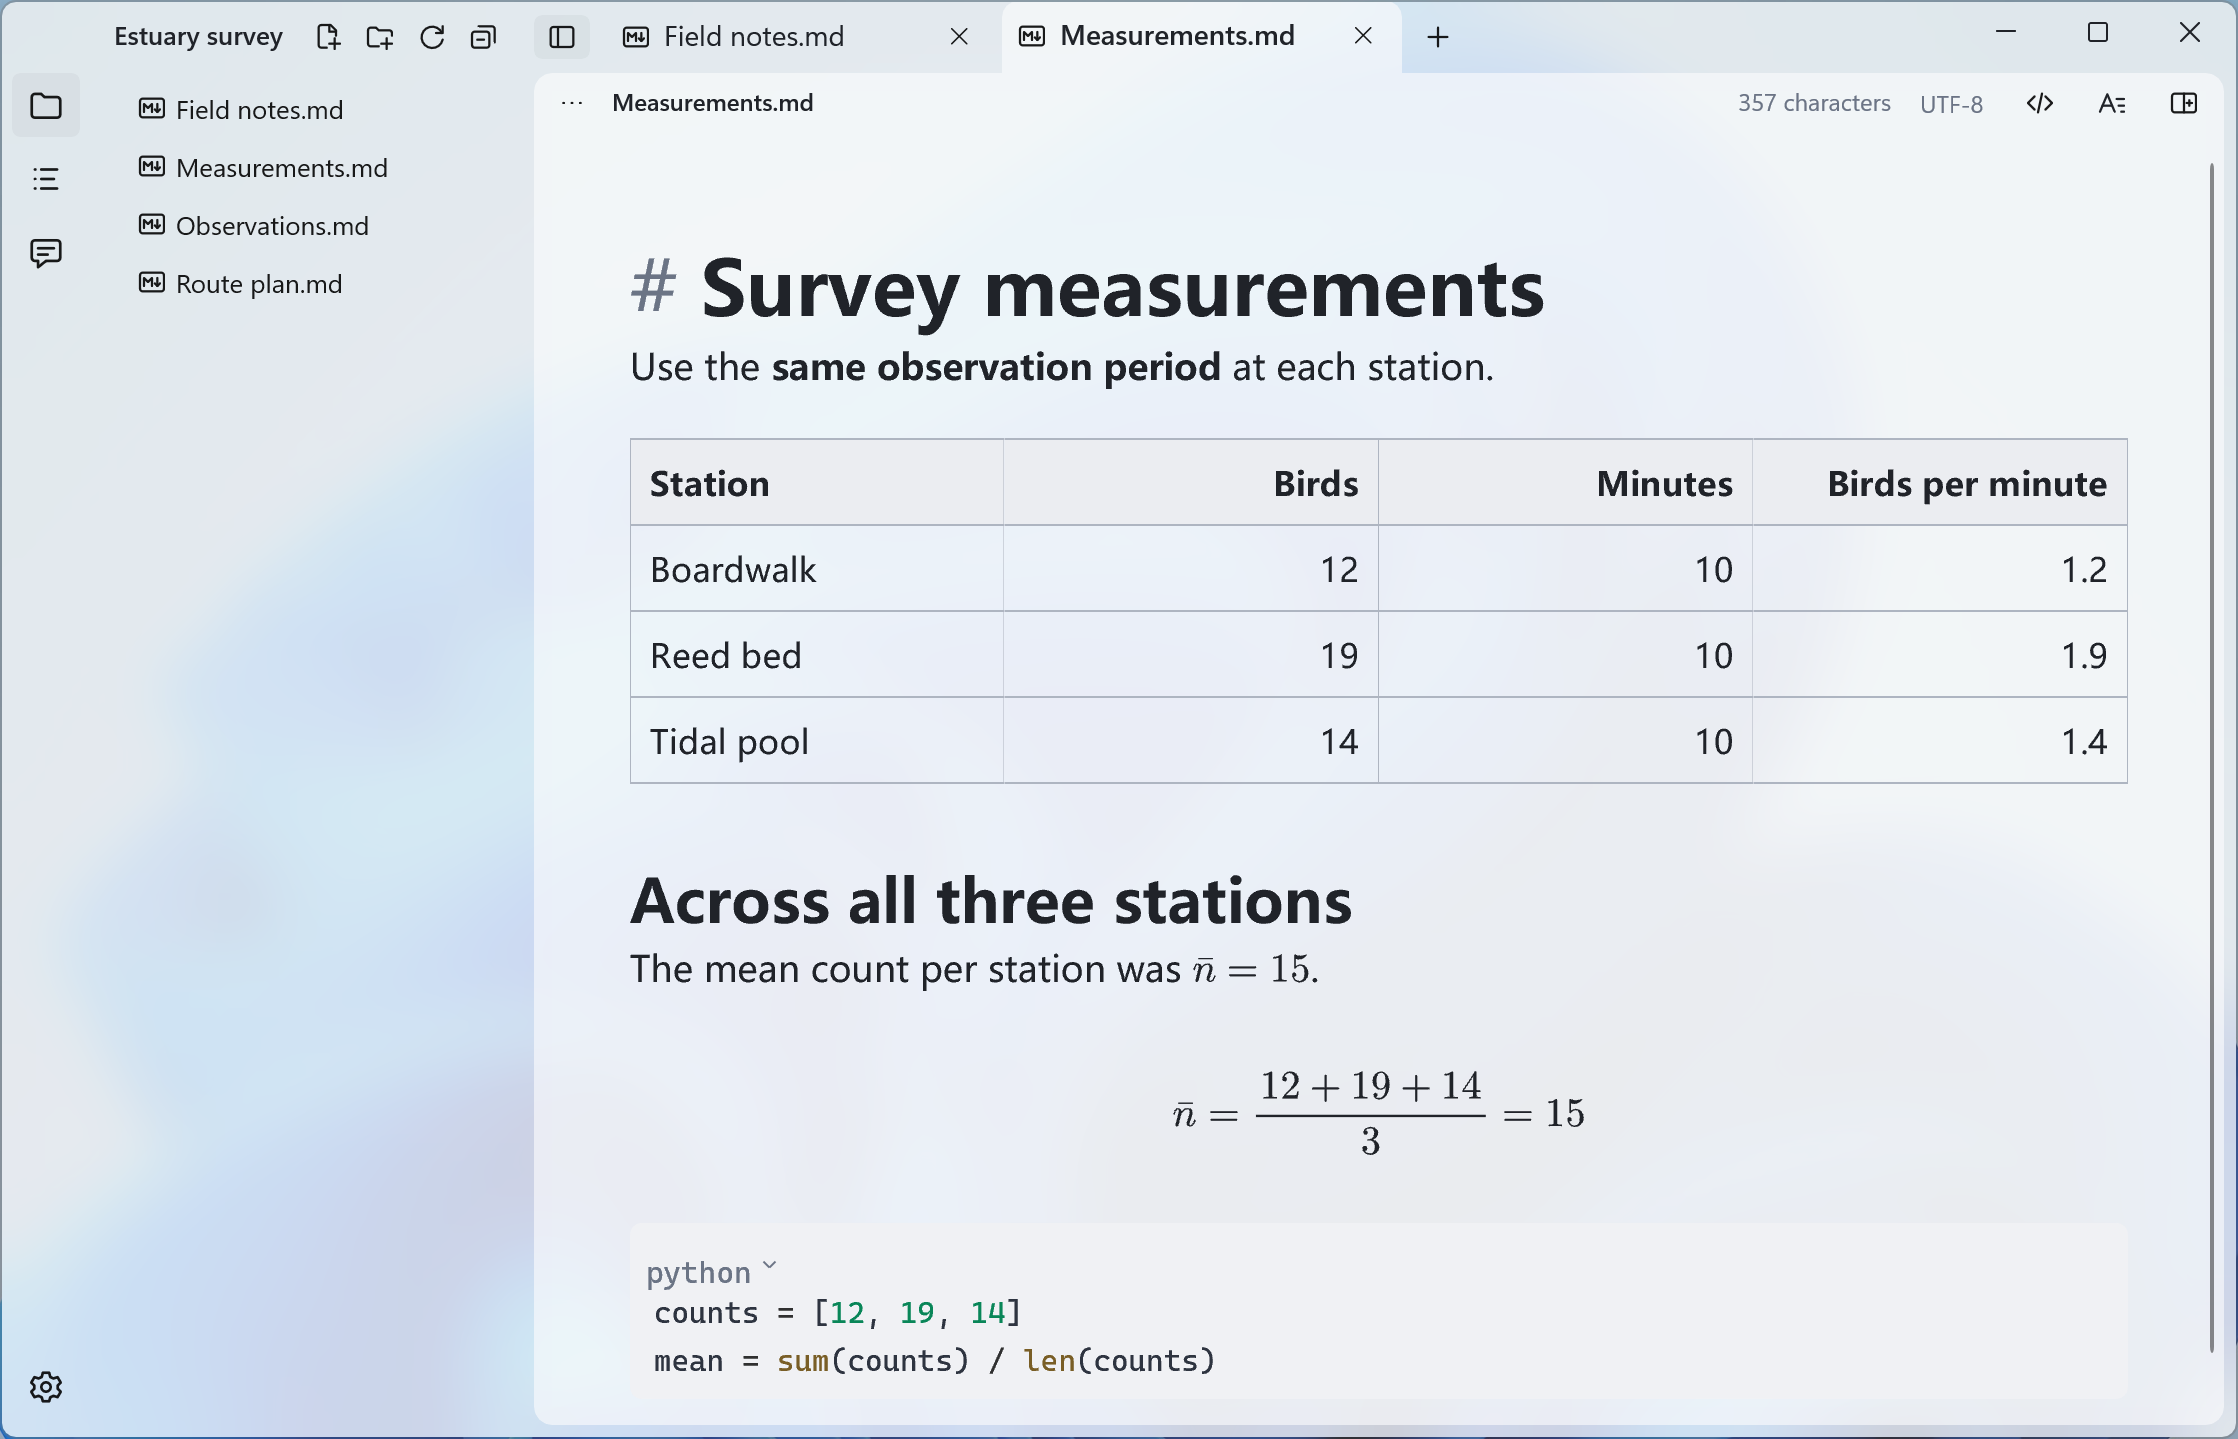 Estuary survey
Field notes.md
Measurements.md
Field notes.md
Measurements.md
Observations.md
Route plan.md
Measurements.md
357 characters
UTF-8
# Survey measurements
Use the same observation period at each station.
Station Birds Minutes Birds per minute
Boardwalk 12 10 1.2
Reed bed 19 10 1.9
Tidal pool 14 10 1.4
Across all three stations
The mean count per station was n̄ = 15.
n̄ = (12 + 19 + 14) / 3 = 15
python
counts = [12, 19, 14]
mean = sum(counts) / len(counts)